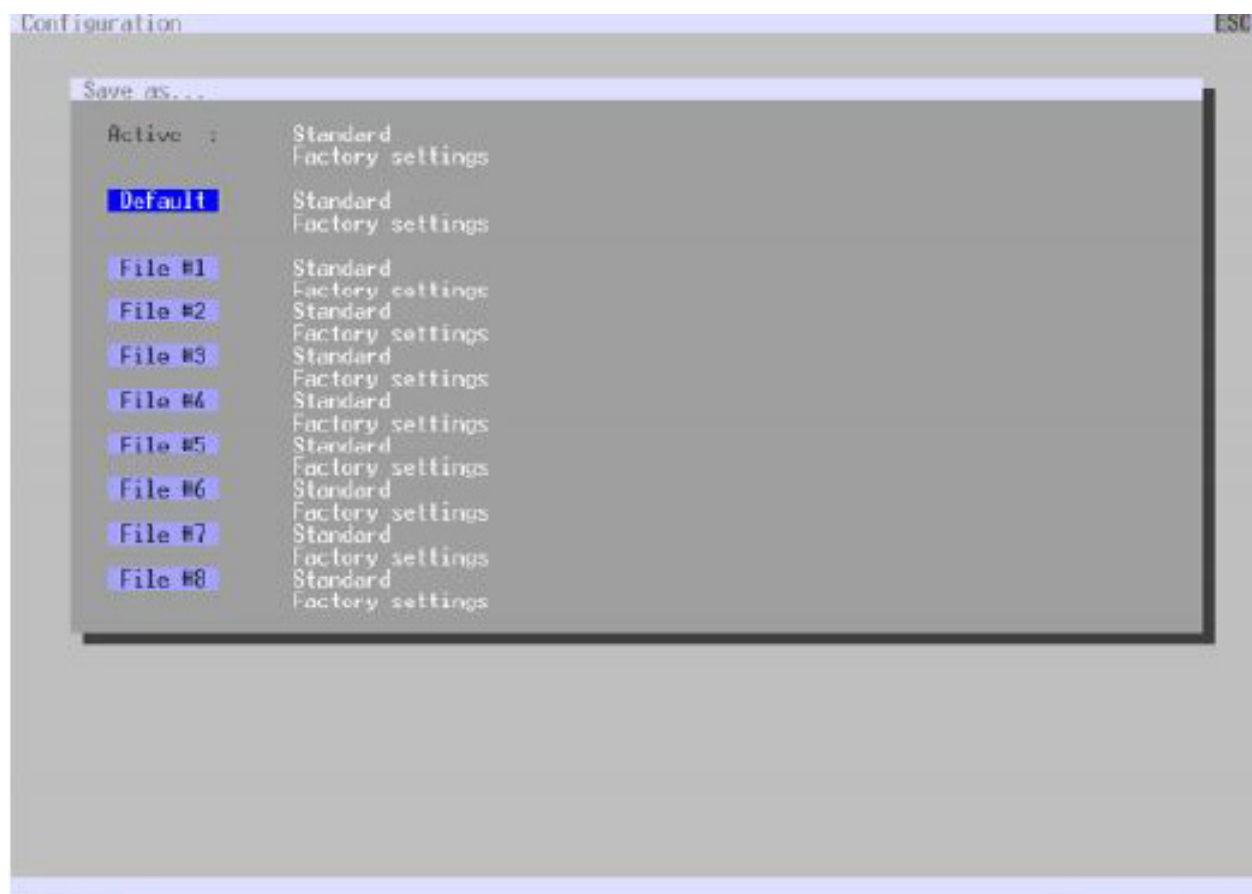 Configuration ESC
Save as...
Active : Standard
Factory settings
Default Standard
Factory settings
File #1 Standard
Factory settings
File #2 Standard
Factory settings
File #3 Standard
Factory settings
File #4 Standard
Factory settings
File #5 Standard
Factory settings
File #6 Standard
Factory settings
File #7 Standard
Factory settings
File #8 Standard
Factory settings